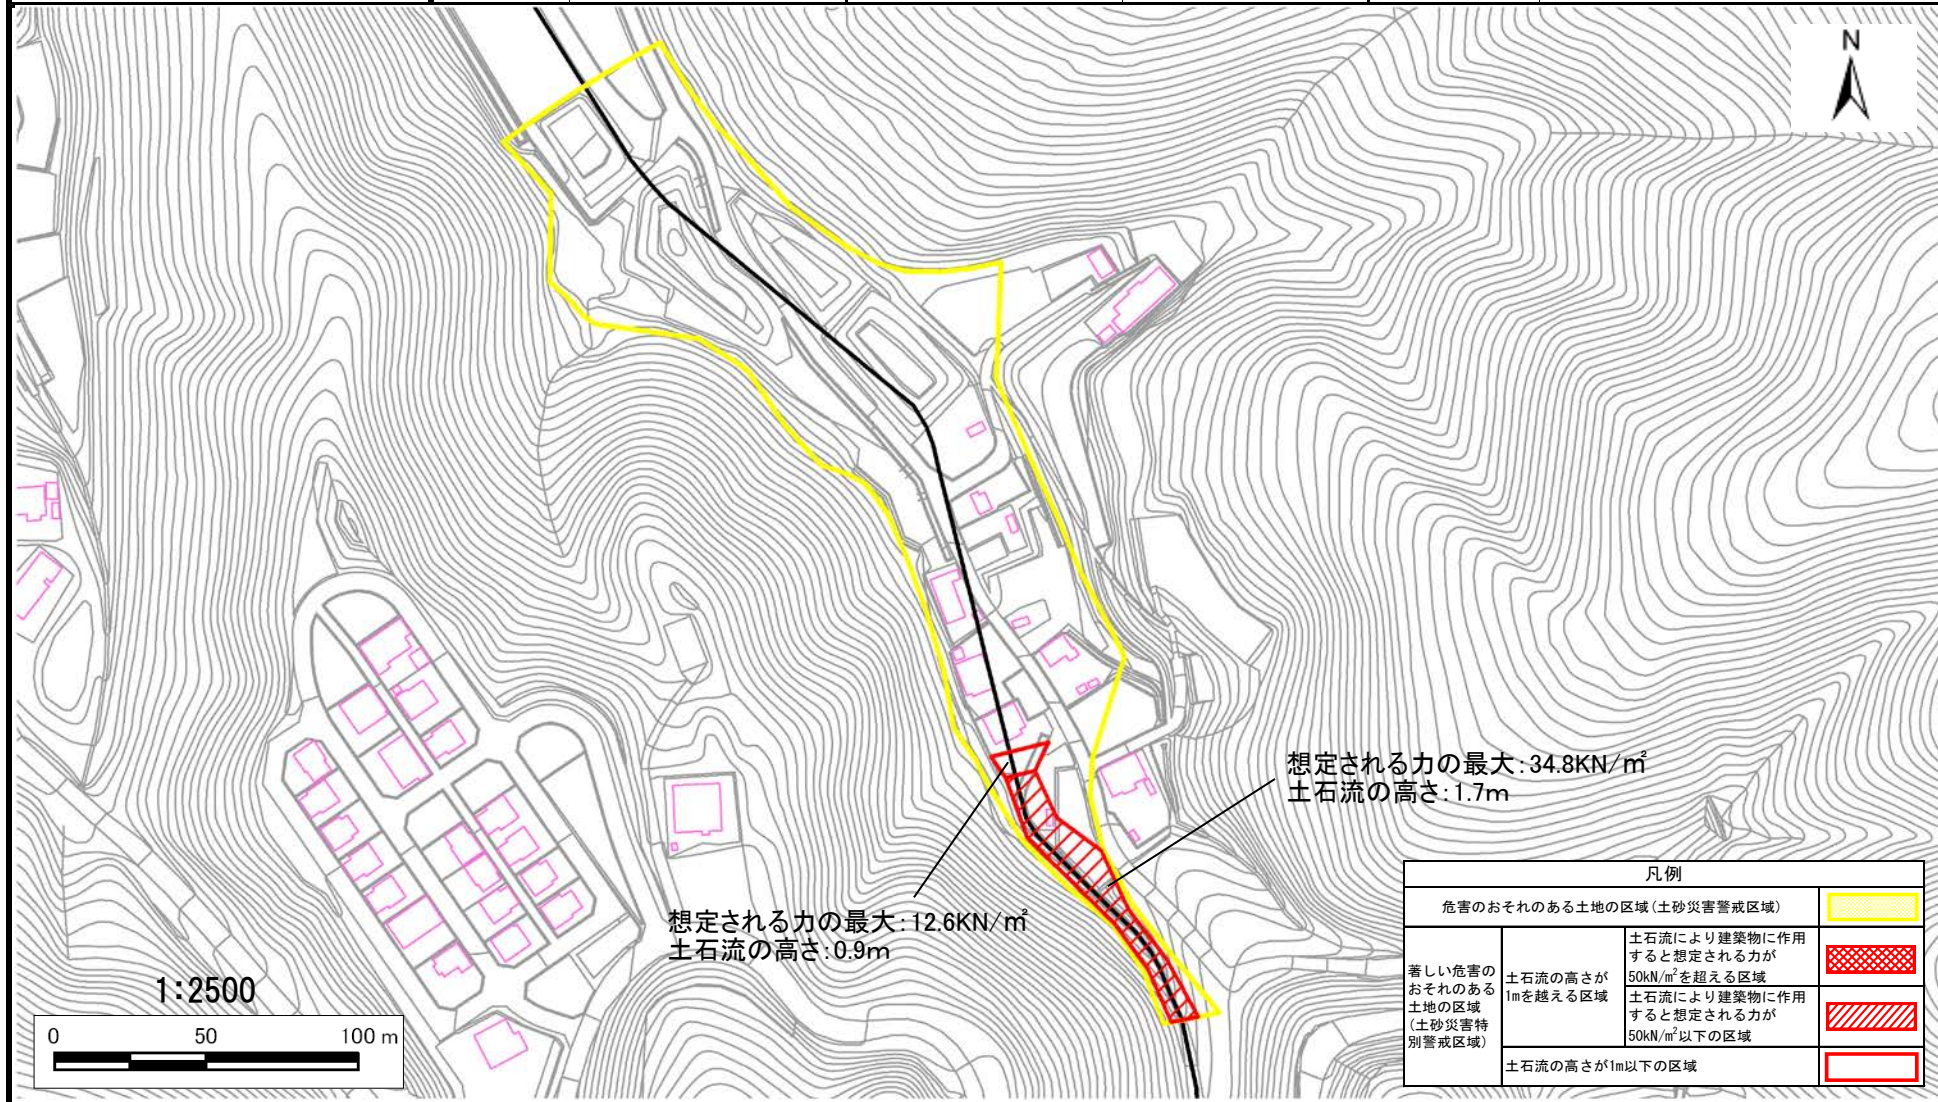 N
想定される力の最大:34.8KN/㎡
土石流の高さ:1.7m
想定される力の最大:12.6KN/㎡
土石流の高さ:0.9m
1:2500
0 50 100 m
凡例
危害のおそれのある土地の区域(土砂災害警戒区域)
著しい危害の
おそれのある
土地の区域
(土砂災害特
別警戒区域)
土石流の高さが
1mを越える区域
土石流により建築物に作用
すると想定される力が
50kN/㎡を超える区域
土石流により建築物に作用
すると想定される力が
50kN/㎡以下の区域
土石流の高さが1m以下の区域